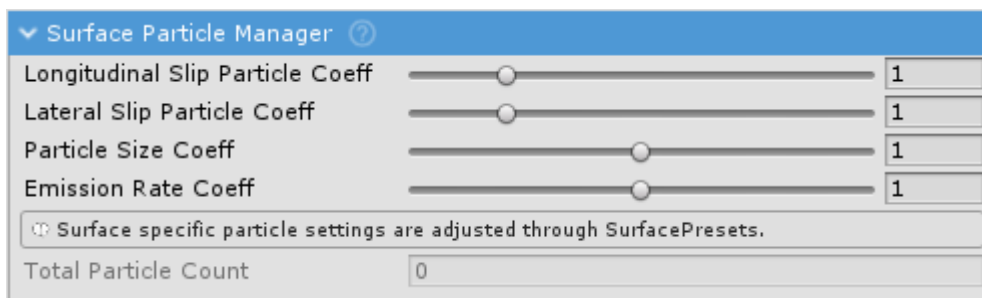 Surface Particle Manager ?
Longitudinal Slip Particle Coeff 1
Lateral Slip Particle Coeff 1
Particle Size Coeff 1
Emission Rate Coeff 1
Surface specific particle settings are adjusted through SurfacePresets.
Total Particle Count 0